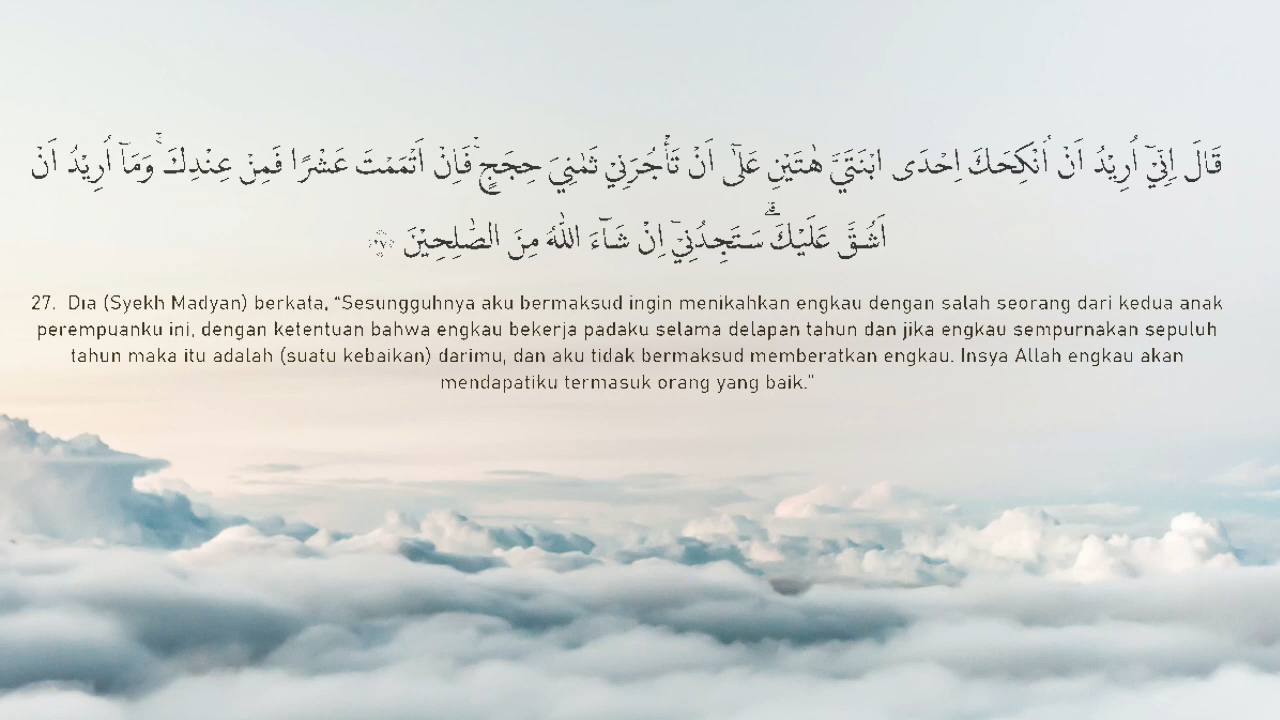 قَالَ اِنِّيْٓ اُرِيْدُ اَنْ اُنْكِحَكَ اِحْدَى ابْنَتَيَّ هٰتَيْنِ عَلٰٓى اَنْ تَأْجُرَنِيْ ثَمٰنِيَ حِجَجٍۚ فَاِنْ اَتْمَمْتَ عَشْرًا فَمِنْ عِنْدِكَۚ وَمَآ اُرِيْدُ اَنْ
اَشُقَّ عَلَيْكَۗ سَتَجِدُنِيْٓ اِنْ شَاۤءَ اللّٰهُ مِنَ الصّٰلِحِيْنَ ۝٢٧
27. Dia (Syekh Madyan) berkata, "Sesungguhnya aku bermaksud ingin menikahkan engkau dengan salah seorang dari kedua anak
perempuanku ini, dengan ketentuan bahwa engkau bekerja padaku selama delapan tahun dan jika engkau sempurnakan sepuluh
tahun maka itu adalah (suatu kebaikan) darimu, dan aku tidak bermaksud memberatkan engkau. Insya Allah engkau akan
mendapatiku termasuk orang yang baik."